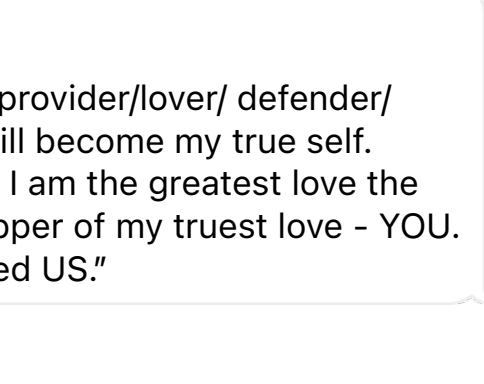 provider/lover/ defender/
ill become my true self.
I am the greatest love the
pper of my truest love - YOU.
ed US.”